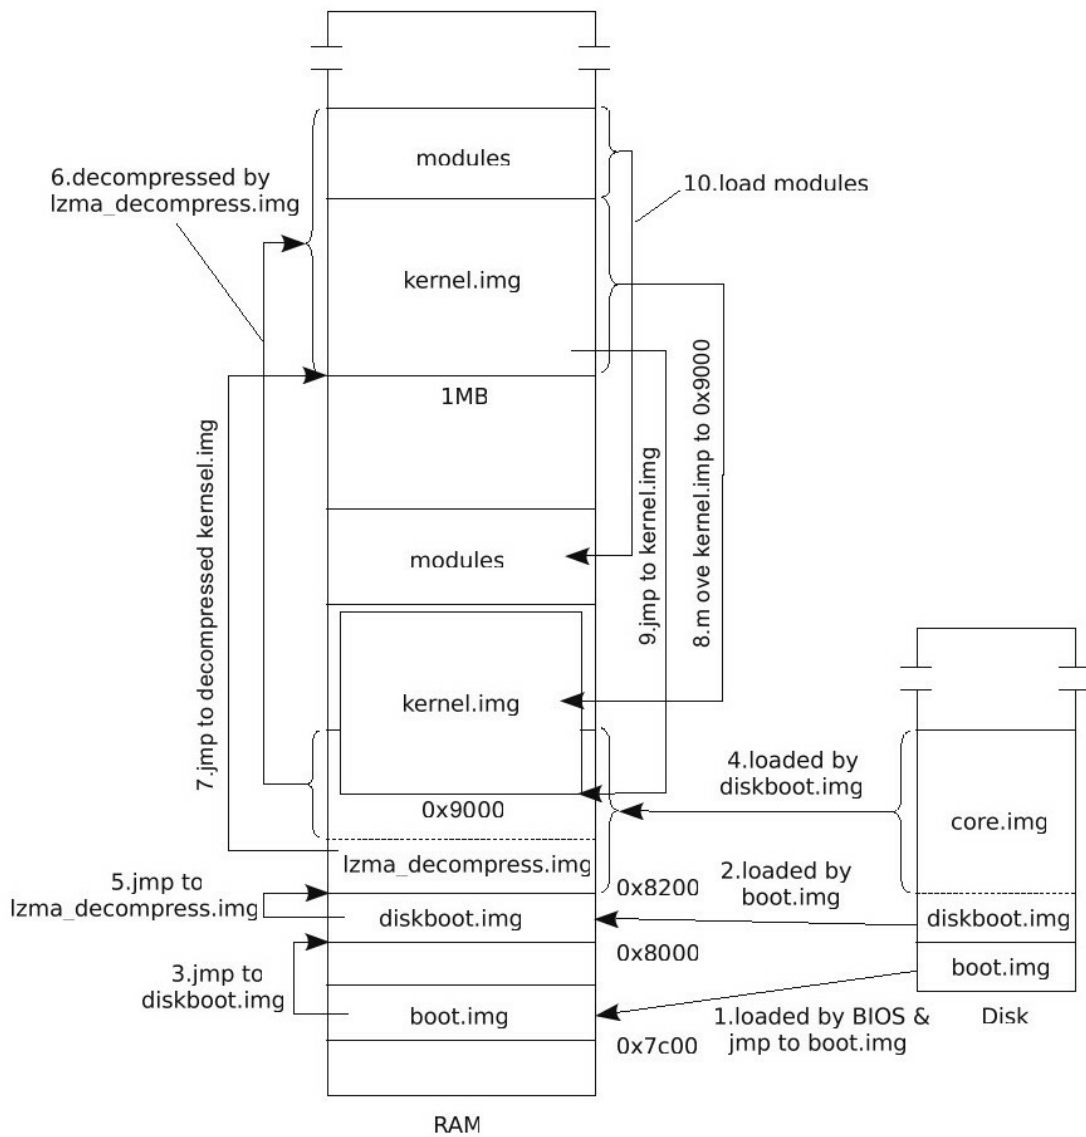 modules
6.decompressed by
lzma_decompress.img
10.load modules
kernel.img
1MB
7.jmp to decompressed kernsel.img
9.jmp to kernel.img
8.m ove kernel.imp to 0x9000
modules
kernel.img
4.loaded by
diskboot.img
0x9000
core.img
lzma_decompress.img
5.jmp to
lzma_decompress.img
0x8200
2.loaded by
boot.img
diskboot.img
diskboot.img
0x8000
3.jmp to
diskboot.img
boot.img
boot.img
1.loaded by BIOS &
jmp to boot.img
Disk
0x7c00
RAM